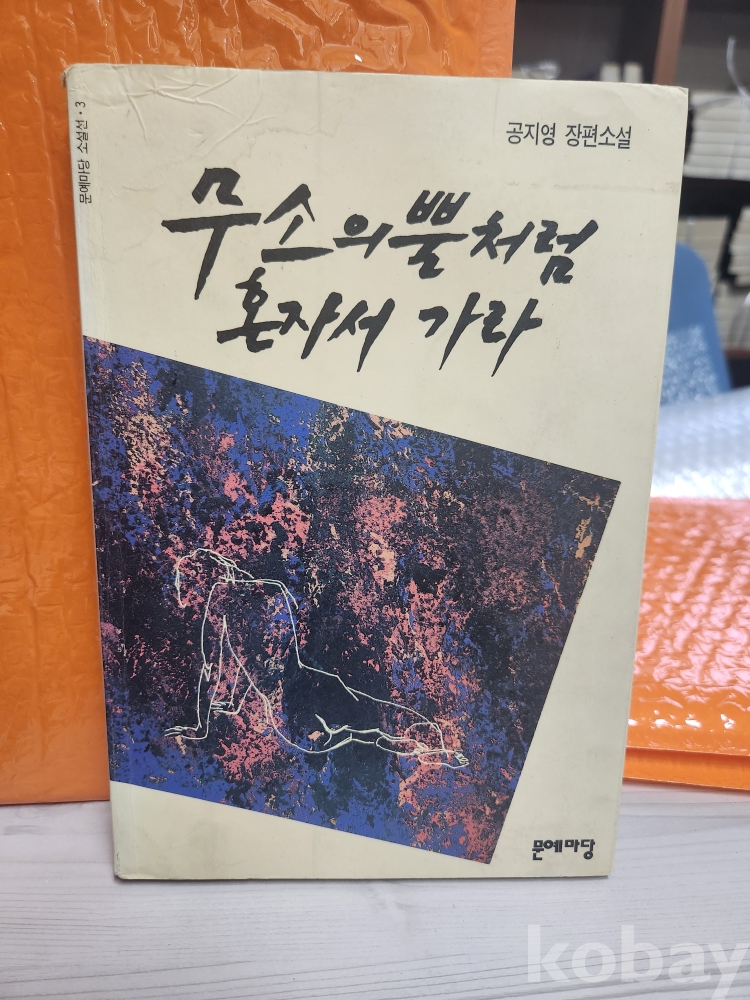 문예마당 소설선·3
공지영 장편소설
무소의뿔처럼
혼자서 가라
문예마당
kobay